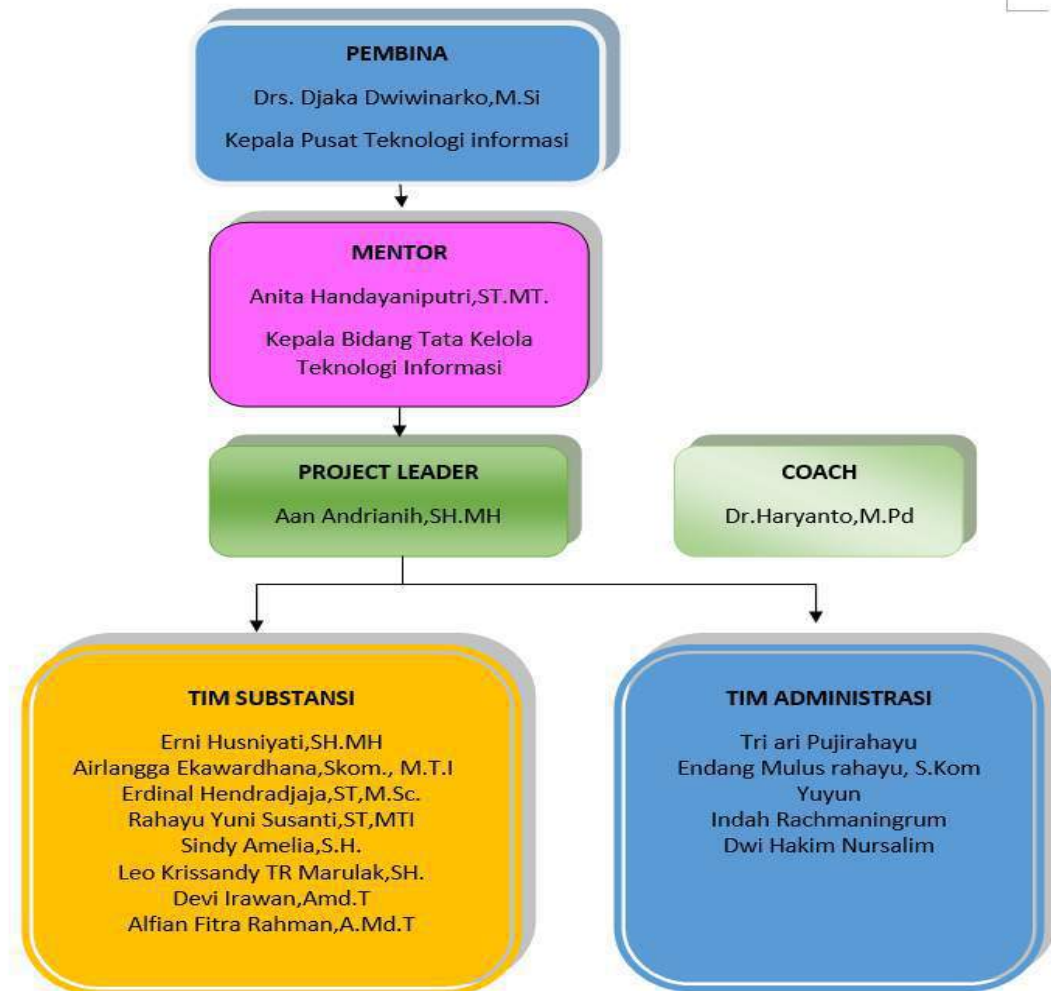 PEMBINA
Drs. Djaka Dwiwinarko,M.Si
Kepala Pusat Teknologi informasi
MENTOR
Anita Handayaniputri,ST.MT.
Kepala Bidang Tata Kelola
Teknologi Informasi
PROJECT LEADER
Aan Andrianih,SH.MH
COACH
Dr.Haryanto,M.Pd
TIM SUBSTANSI
Erni Husniyati,SH.MH
Airlangga Ekawardhana,Skom., M.T.I
Erdinal Hendradjaja,ST,M.Sc.
Rahayu Yuni Susanti,ST,MTI
Sindy Amelia,S.H.
Leo Krissandy TR Marulak,SH.
Devi Irawan,Amd.T
Alfian Fitra Rahman,A.Md.T
TIM ADMINISTRASI
Tri ari Pujirahayu
Endang Mulus rahayu, S.Kom
Yuyun
Indah Rachmaningrum
Dwi Hakim Nursalim